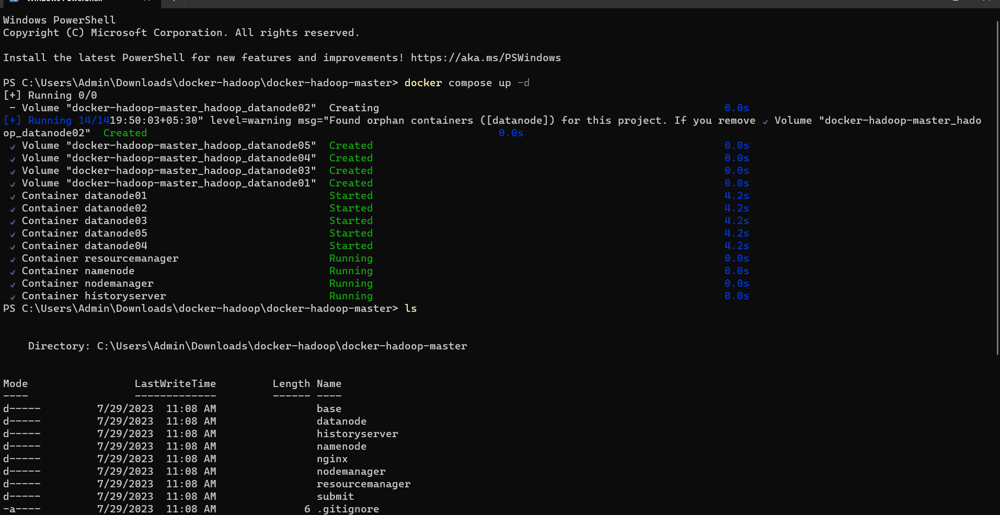 Windows PowerShell
Copyright (C) Microsoft Corporation. All rights reserved.
Install the latest PowerShell for new features and improvements! https://aka.ms/PSWindows
PS C:\Users\Admin\Downloads\docker-hadoop\docker-hadoop-master> docker compose up -d
[+] Running 0/0
 - Volume "docker-hadoop-master_hadoop_datanode02"  Creating 0.0s
[+] Running 14/1419:50:03+05:30" level=warning msg="Found orphan containers ([datanode]) for this project. If you remove ✓ Volume "docker-hadoop-master_hado
op_datanode02"  Created 0.0s
 ✓ Volume "docker-hadoop-master_hadoop_datanode05"  Created 0.0s
 ✓ Volume "docker-hadoop-master_hadoop_datanode04"  Created 0.0s
 ✓ Volume "docker-hadoop-master_hadoop_datanode03"  Created 0.0s
 ✓ Volume "docker-hadoop-master_hadoop_datanode01"  Created 0.0s
 ✓ Container datanode01 Started 4.2s
 ✓ Container datanode02 Started 4.2s
 ✓ Container datanode03 Started 4.2s
 ✓ Container datanode05 Started 4.2s
 ✓ Container datanode04 Started 4.2s
 ✓ Container resourcemanager Running 0.0s
 ✓ Container namenode Running 0.0s
 ✓ Container nodemanager Running 0.0s
 ✓ Container historyserver Running 0.0s
PS C:\Users\Admin\Downloads\docker-hadoop\docker-hadoop-master> ls
    Directory: C:\Users\Admin\Downloads\docker-hadoop\docker-hadoop-master
Mode LastWriteTime Length Name
---- ------------- ------ ----
d----- 7/29/2023  11:08 AM base
d----- 7/29/2023  11:08 AM datanode
d----- 7/29/2023  11:08 AM historyserver
d----- 7/29/2023  11:08 AM namenode
d----- 7/29/2023  11:08 AM nginx
d----- 7/29/2023  11:08 AM nodemanager
d----- 7/29/2023  11:08 AM resourcemanager
d----- 7/29/2023  11:08 AM submit
-a---- 7/29/2023  11:08 AM 6 .gitignore